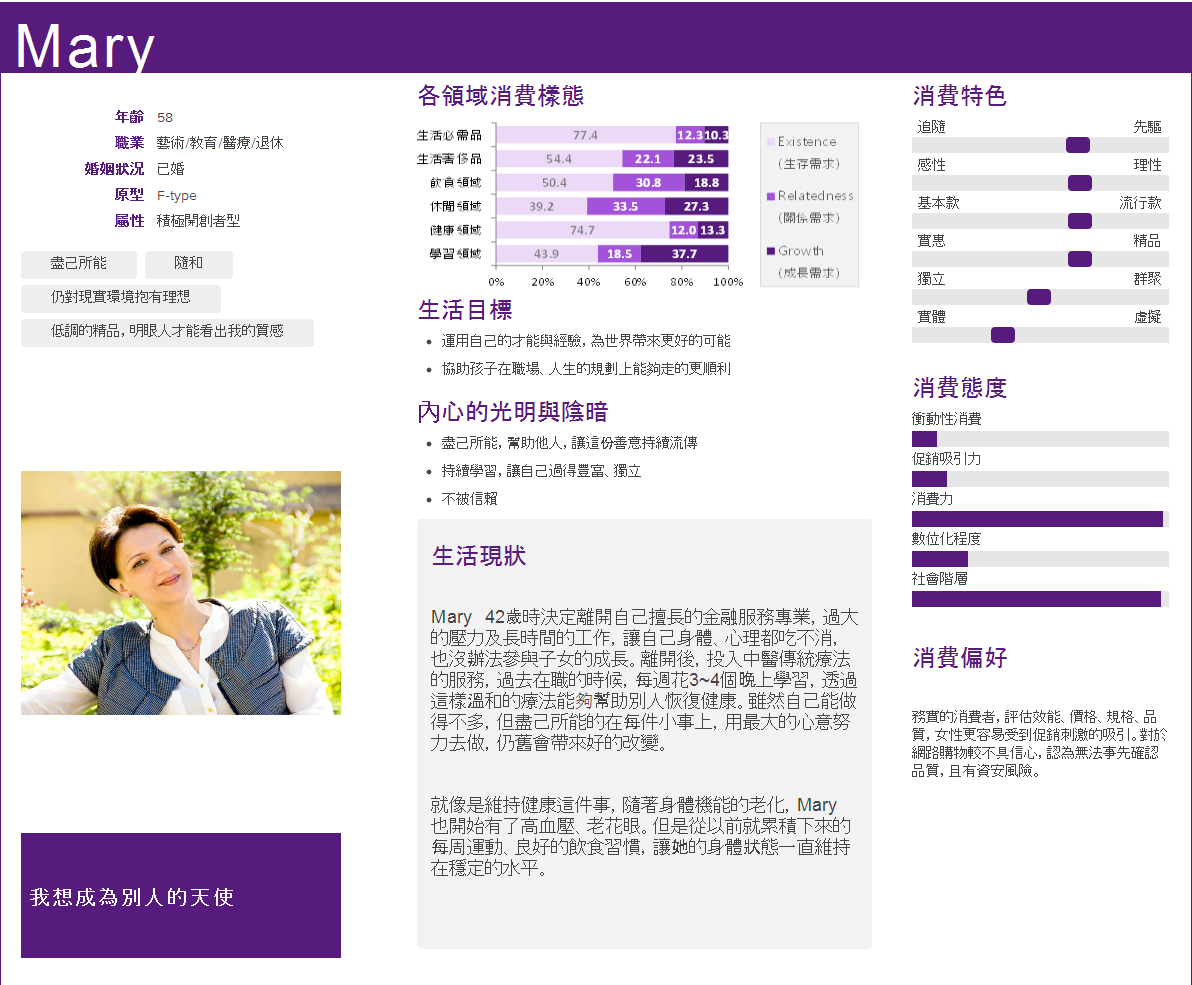 Mary
年齡 58
職業 藝術/教育/醫療/退休
婚姻狀況 已婚
原型 F-type
屬性 積極開創者型
盡己所能 隨和
仍對現實環境抱有理想
低調的精品, 明眼人才能看出我的質感
我想成為別人的天使
各領域消費樣態
生活必需品 77.4 12.3 10.3
生活奢侈品 54.4 22.1 23.5
飲食領域 50.4 30.8 18.8
休閒領域 39.2 33.5 27.3
健康領域 74.7 12.0 13.3
學習領域 43.9 18.5 37.7
0% 20% 40% 60% 80% 100%
Existence
(生存需求)
Relatedness
(關係需求)
Growth
(成長需求)
生活目標
• 運用自己的才能與經驗, 為世界帶來更好的可能
• 協助孩子在職場、人生的規劃上能夠走的更順利
內心的光明與陰暗
• 盡己所能, 幫助他人, 讓這份善意持續流傳
• 持續學習, 讓自己過得豐富、獨立
• 不被信賴
生活現狀
Mary 42歲時決定離開自己擅長的金融服務專業, 過大
的壓力及長時間的工作, 讓自己身體、心理都吃不消,
也沒辦法參與子女的成長。離開後, 投入中醫傳統療法
的服務, 過去在職的時候, 每週花3~4個晚上學習, 透過
這樣溫和的療法能夠幫助別人恢復健康。雖然自己能做
得不多, 但盡己所能的在每件小事上, 用最大的心意努
力去做, 仍舊會帶來好的改變。
就像是維持健康這件事, 隨著身體機能的老化, Mary
也開始有了高血壓、老花眼。但是從以前就累積下來的
每周運動、良好的飲食習慣, 讓她的身體狀態一直維持
在穩定的水平。
消費特色
追隨 先驅
感性 理性
基本款 流行款
實惠 精品
獨立 群聚
實體 虛擬
消費態度
衝動性消費
促銷吸引力
消費力
數位化程度
社會階層
消費偏好
務實的消費者, 評估效能、價格、規格、品
質, 女性更容易受到促銷刺激的吸引。對於
網路購物較不具信心, 認為無法事先確認
品質, 且有資安風險。